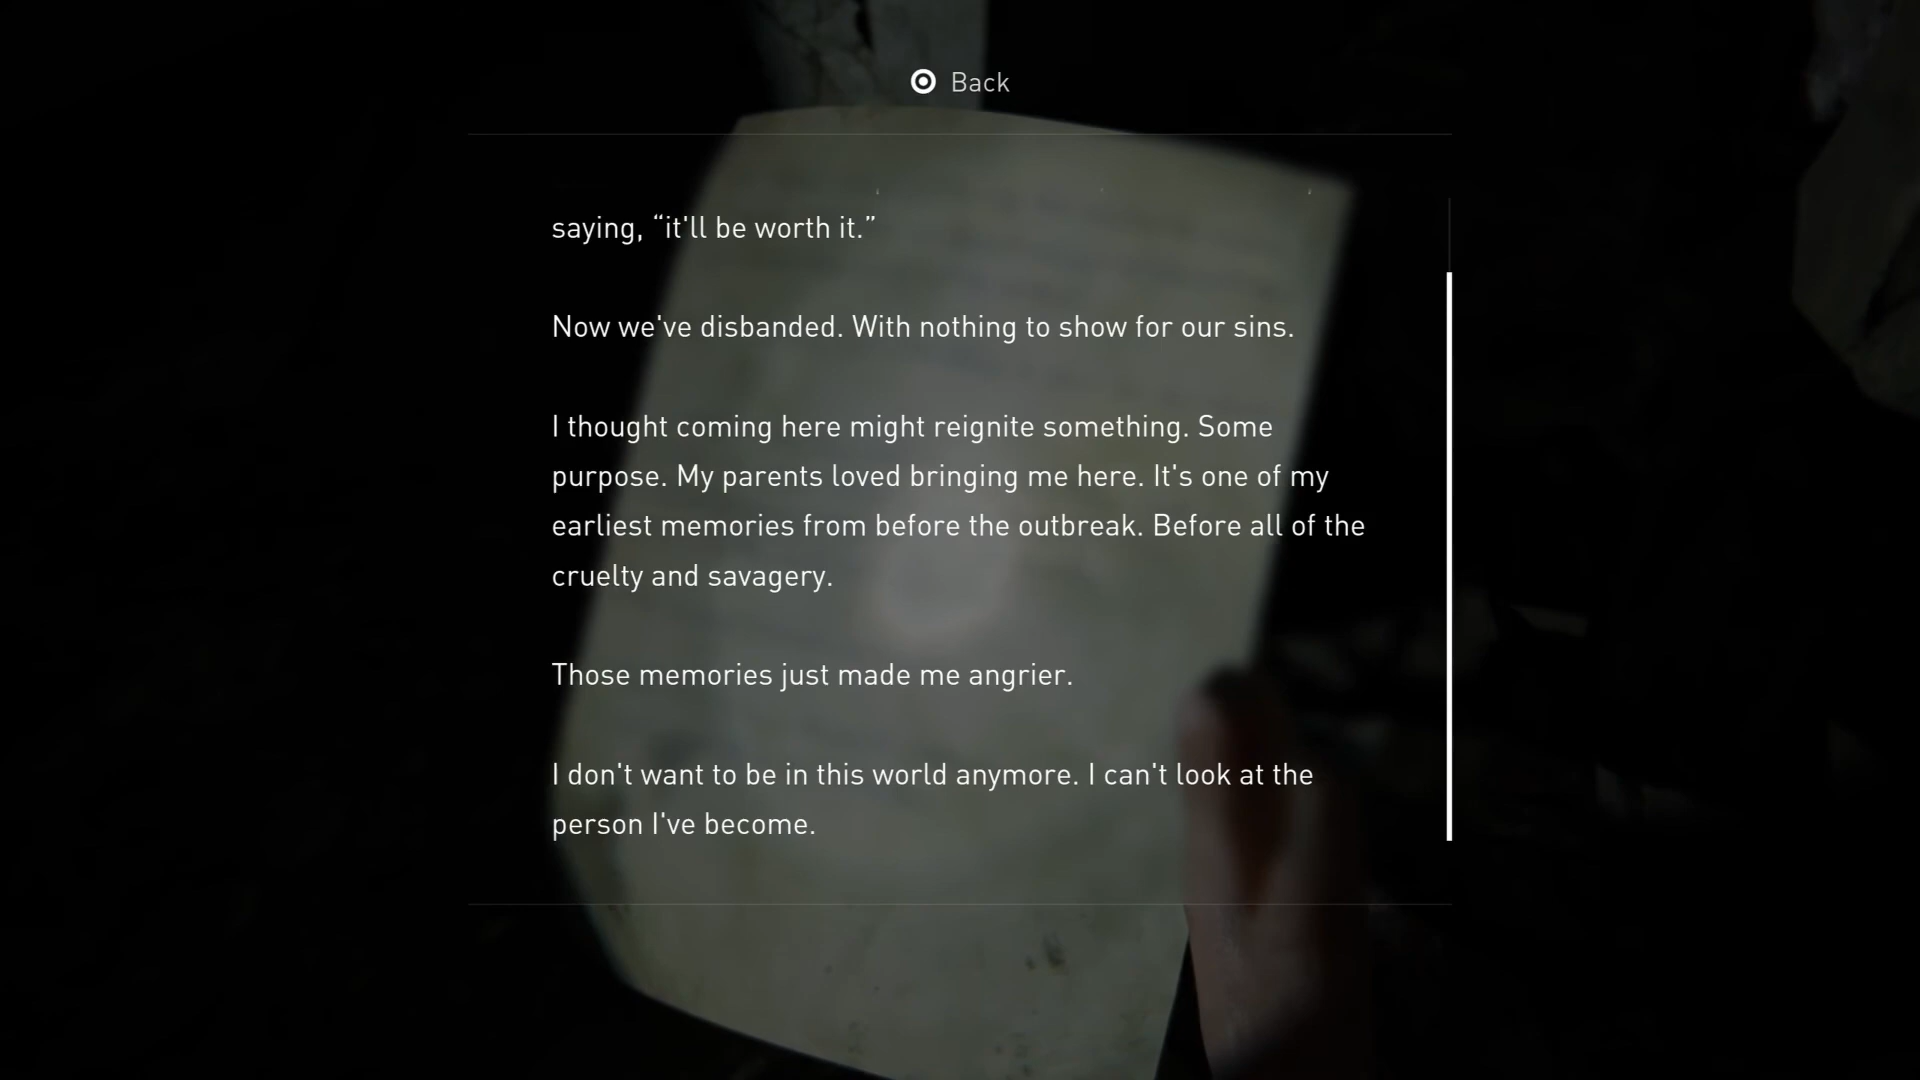 Back
saying, “it'll be worth it.”
Now we've disbanded. With nothing to show for our sins.
I thought coming here might reignite something. Some
purpose. My parents loved bringing me here. It's one of my
earliest memories from before the outbreak. Before all of the
cruelty and savagery.
Those memories just made me angrier.
I don't want to be in this world anymore. I can't look at the
person I've become.